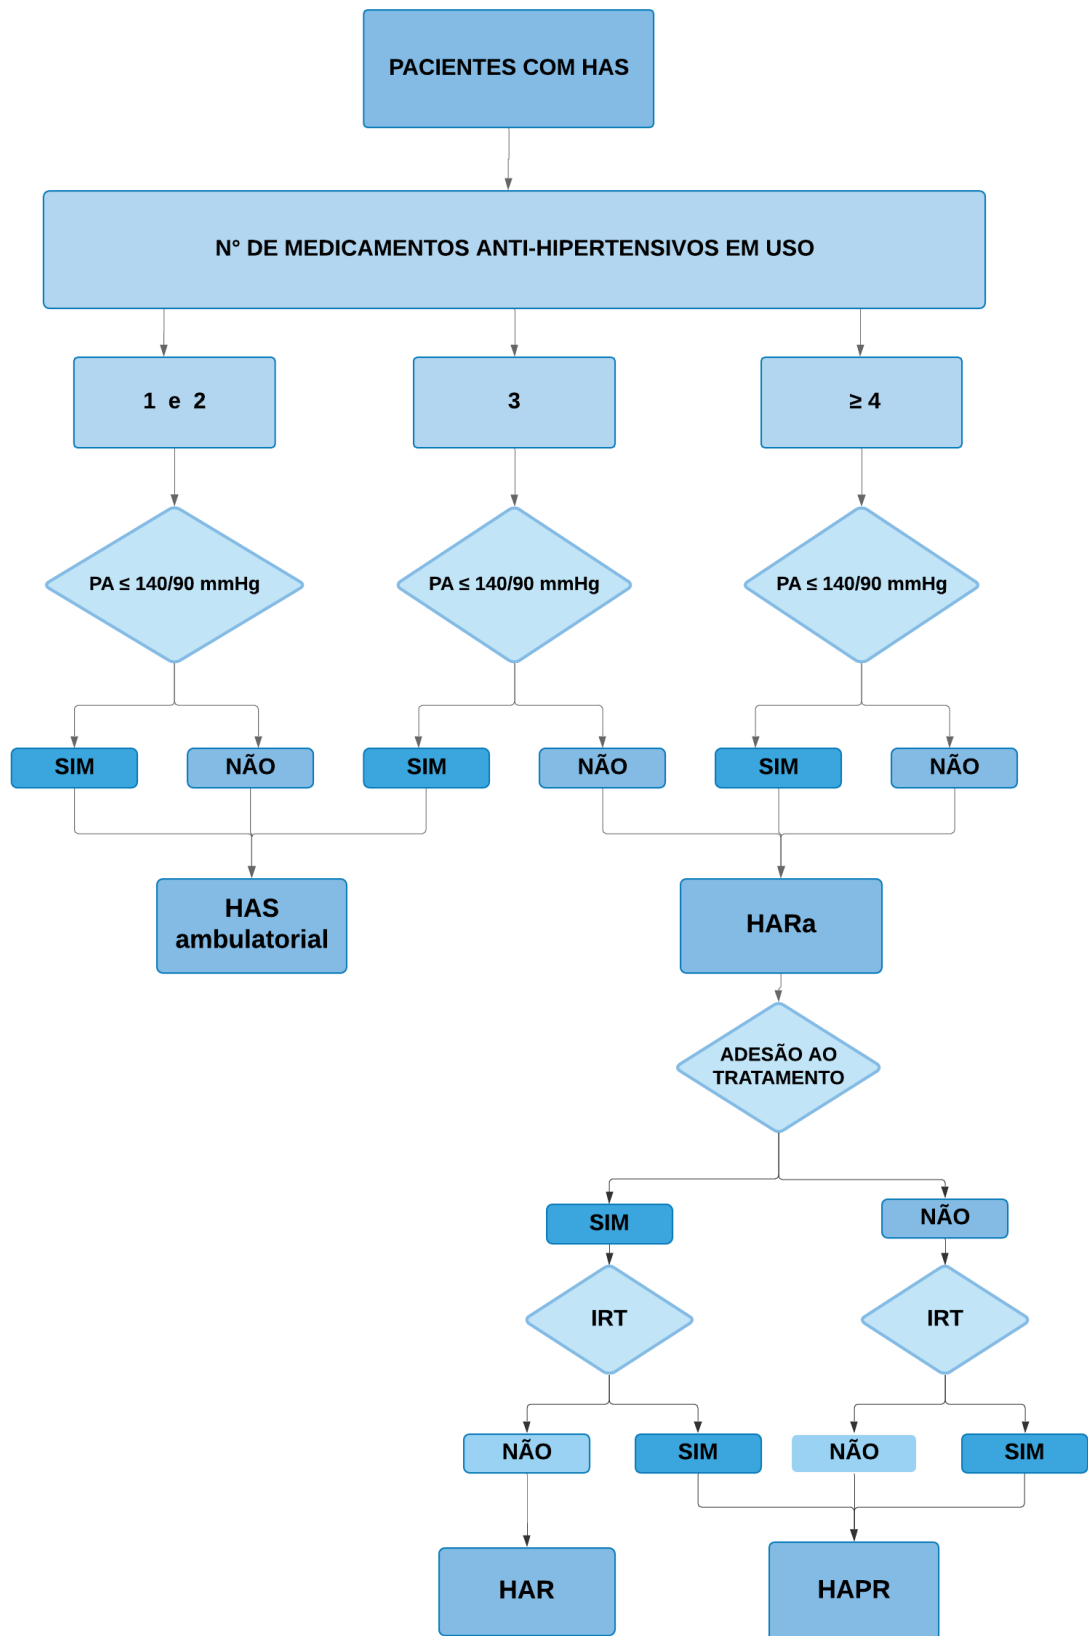 PACIENTES COM HAS
N° DE MEDICAMENTOS ANTI-HIPERTENSIVOS EM USO
1 e 2
3
≥ 4
PA ≤ 140/90 mmHg
PA ≤ 140/90 mmHg
PA ≤ 140/90 mmHg
SIM
NÃO
SIM
NÃO
SIM
NÃO
HAS
ambulatorial
HARa
ADESÃO AO
TRATAMENTO
SIM
NÃO
IRT
IRT
NÃO
SIM
NÃO
SIM
HAR
HAPR